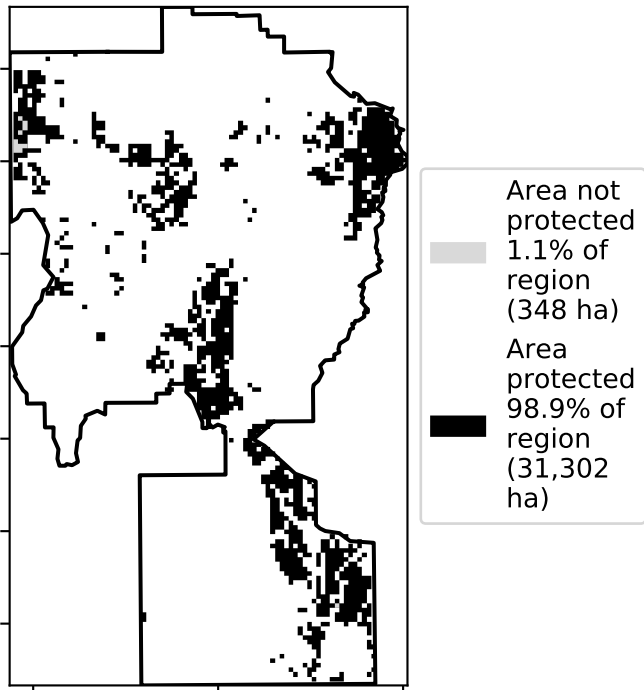 Area not
protected
1.1% of
region
(348 ha)
Area
protected
98.9% of
region
(31,302
ha)